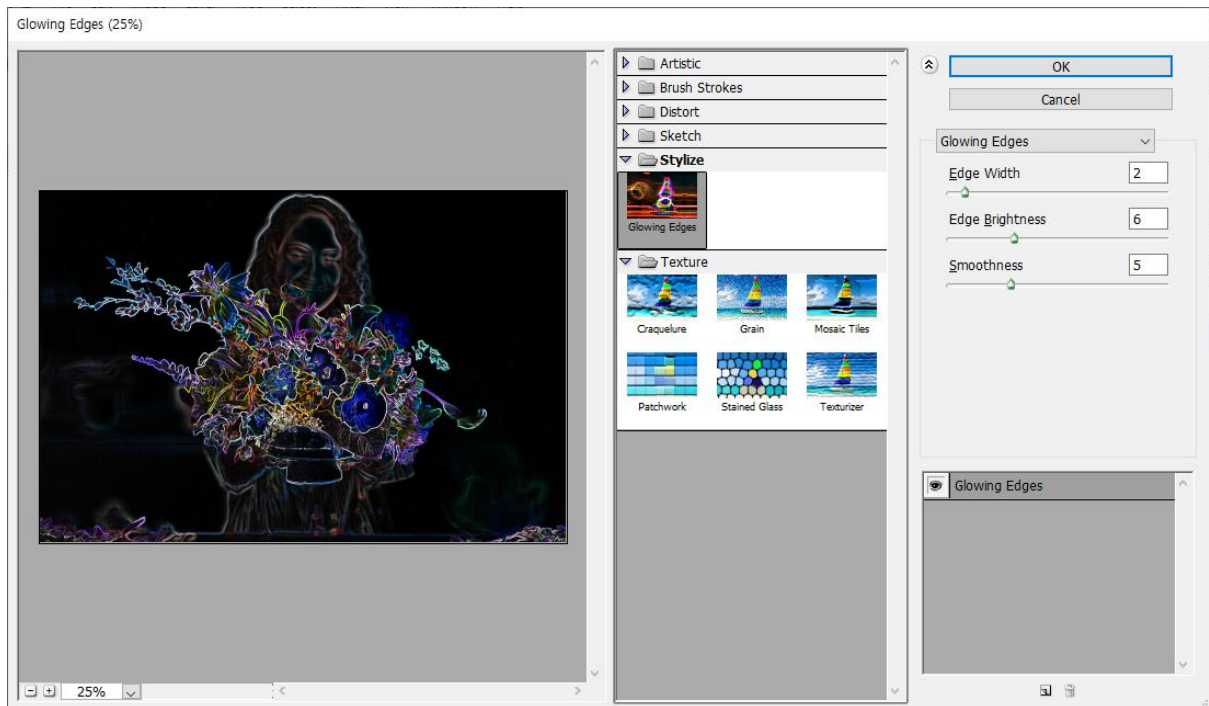 Glowing Edges (25%)
Artistic
Brush Strokes
Distort
Sketch
Stylize
Glowing Edges
Texture
Craquelure Grain Mosaic Tiles
Patchwork Stained Glass Texturizer
OK
Cancel
Glowing Edges
Edge Width 2
Edge Brightness 6
Smoothness 5
Glowing Edges
25%